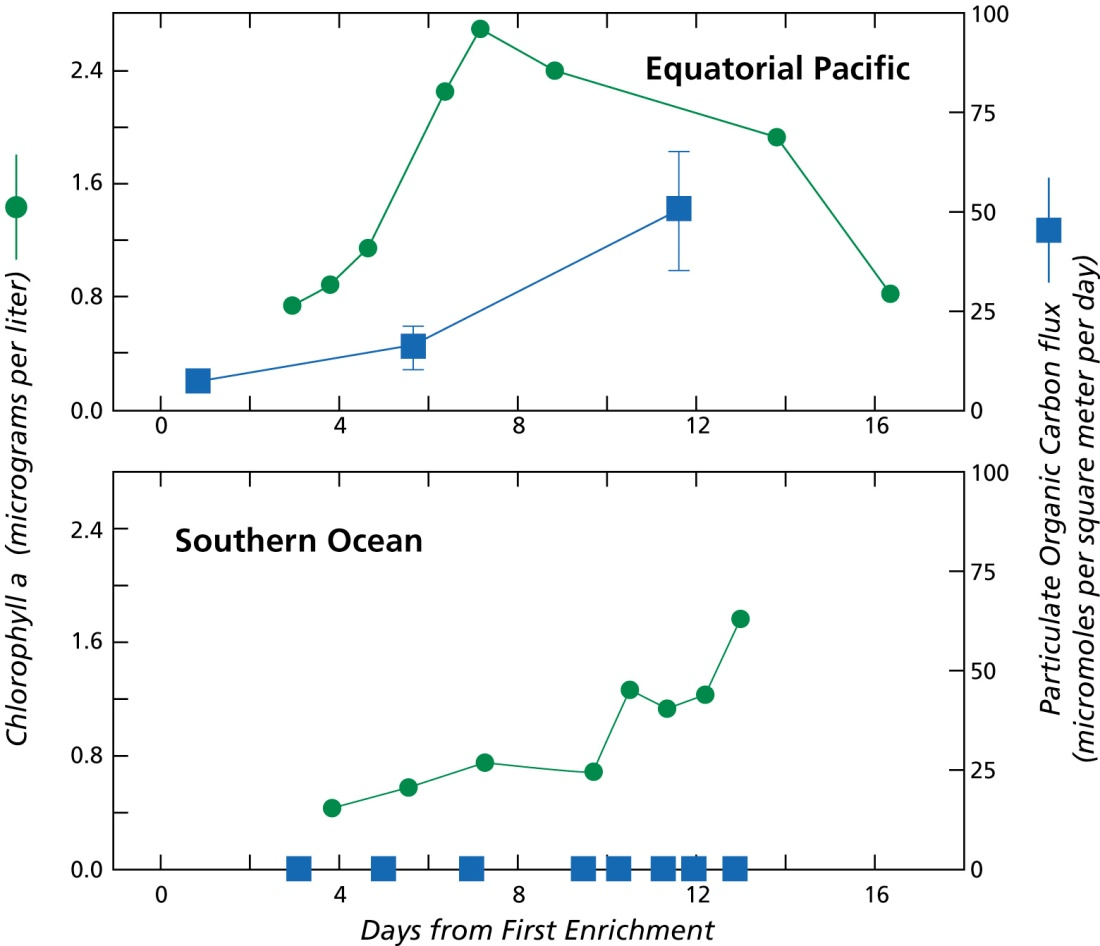 Equatorial Pacific
2.4
1.6
0.8
0.0
100
75
50
25
0
0 4 8 12 16
Southern Ocean
2.4
1.6
0.8
0.0
100
75
50
25
0
0 4 8 12 16
Days from First Enrichment
Chlorophyll a (micrograms per liter)
Particulate Organic Carbon flux
(micromoles per square meter per day)